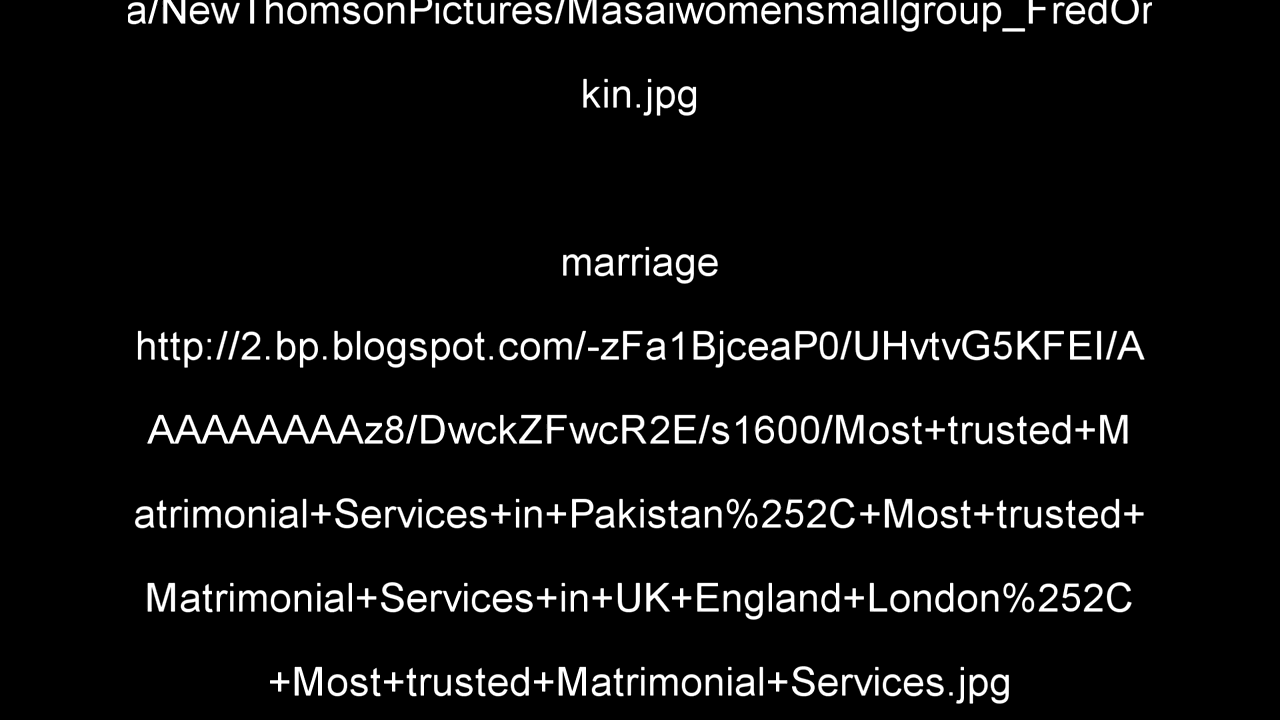 a/NewThomsonPictures/Masaiwomensmallgroup_FredOr
kin.jpg
marriage
http://2.bp.blogspot.com/-zFa1BjceaP0/UHvtvG5KFEI/A
AAAAAAAAz8/DwckZFwcR2E/s1600/Most+trusted+M
atrimonial+Services+in+Pakistan%252C+Most+trusted+
Matrimonial+Services+in+UK+England+London%252C
+Most+trusted+Matrimonial+Services.jpg